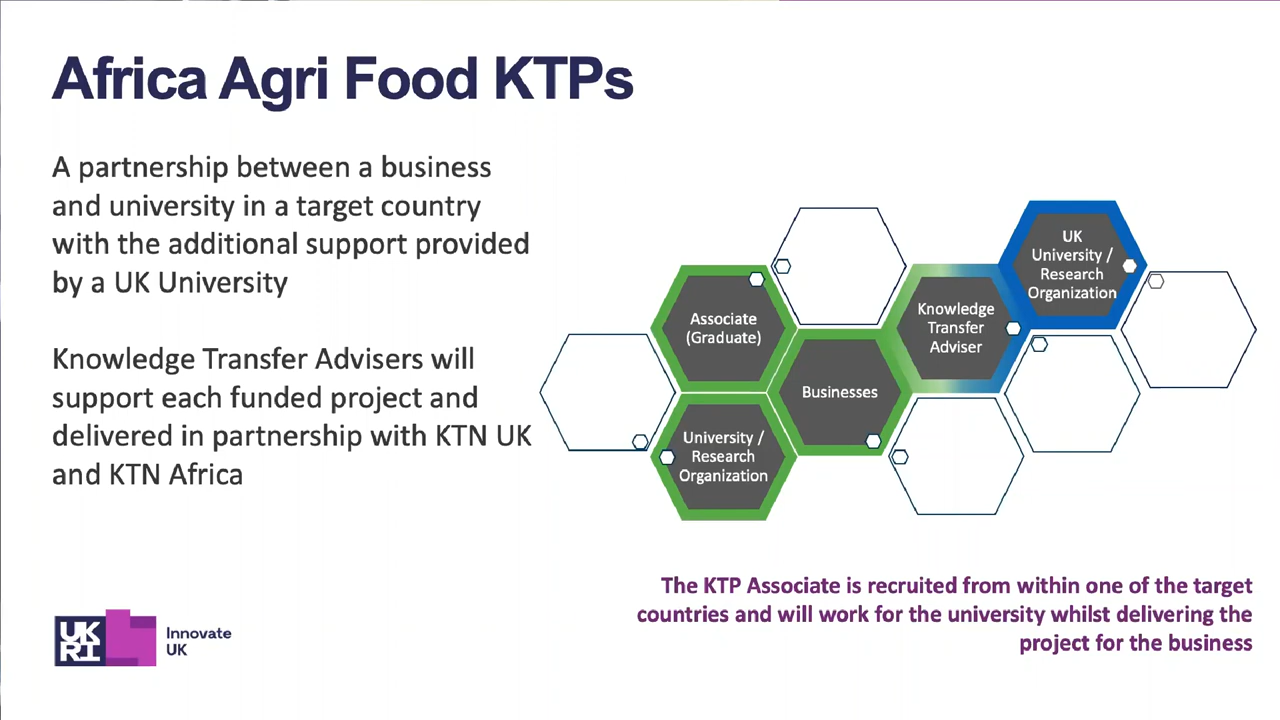 Africa Agri Food KTPs
A partnership between a business
and university in a target country
with the additional support provided
by a UK University
Knowledge Transfer Advisers will
support each funded project and
delivered in partnership with KTN UK
and KTN Africa
Associate
(Graduate)
University /
Research
Organization
Businesses
Knowledge
Transfer
Adviser
UK
University /
Research
Organization
The KTP Associate is recruited from within one of the target
countries and will work for the university whilst delivering the
project for the business
UK
RI
Innovate
UK